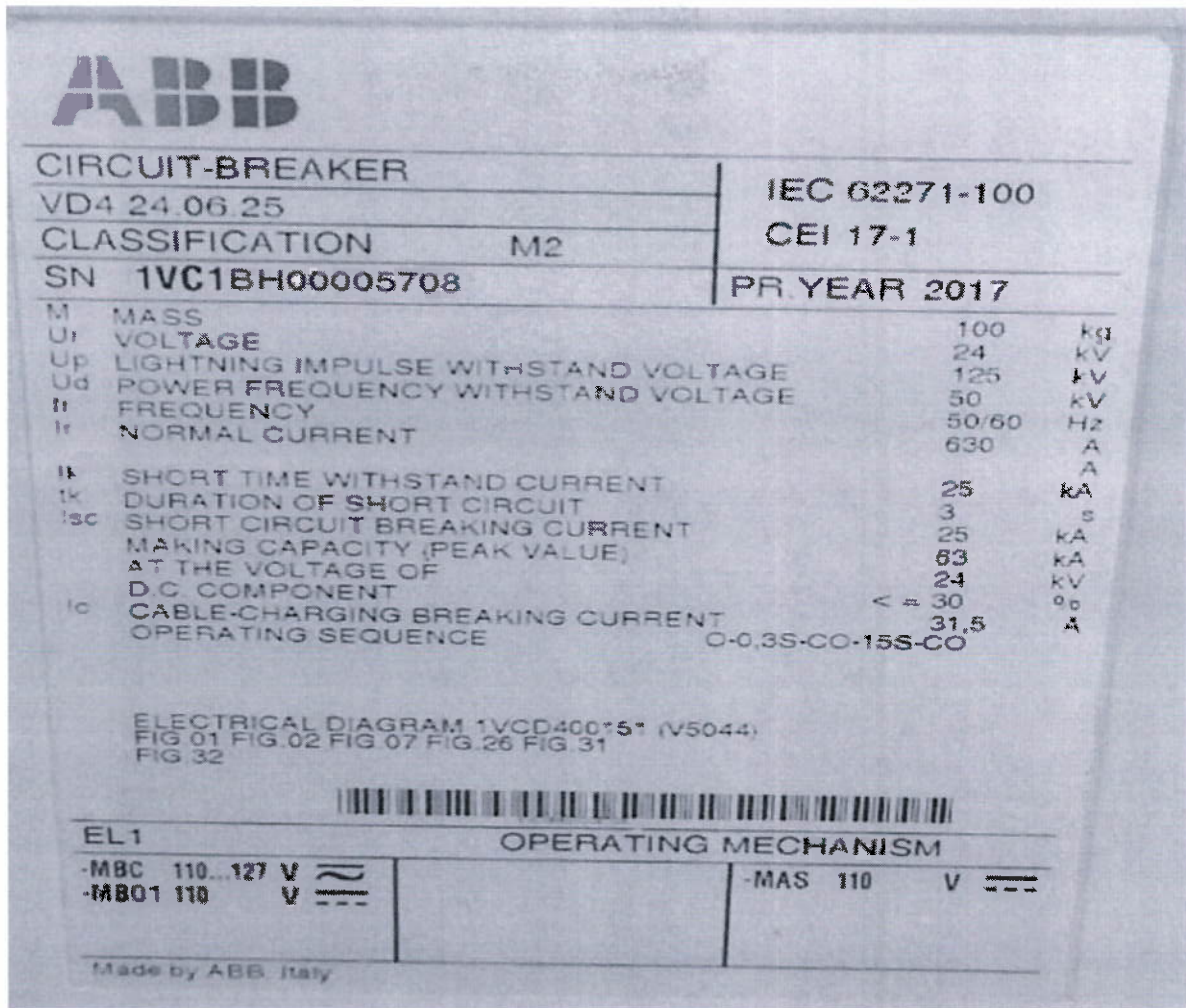 ABB
CIRCUIT-BREAKER
VD4 24.06.25
CLASSIFICATION M2
SN 1VC1BH00005708
IEC 62271-100
CEI 17-1
PR.YEAR 2017
M MASS 100 kg
Ur VOLTAGE 24 kV
Up LIGHTNING IMPULSE WITHSTAND VOLTAGE 125 kV
Ud POWER FREQUENCY WITHSTAND VOLTAGE 50 kV
fr FREQUENCY 50/60 Hz
Ir NORMAL CURRENT 630 A
A
Ik SHORT TIME WITHSTAND CURRENT 25 kA
tk DURATION OF SHORT CIRCUIT 3 s
Isc SHORT CIRCUIT BREAKING CURRENT 25 kA
MAKING CAPACITY (PEAK VALUE) 63 kA
AT THE VOLTAGE OF 24 kV
D.C. COMPONENT <= 30 %
Ic CABLE-CHARGING BREAKING CURRENT 31,5 A
OPERATING SEQUENCE O-0,3S-CO-15S-CO
ELECTRICAL DIAGRAM (V5044)
FIG.01 FIG.02 FIG.07 FIG.26 FIG.31
FIG.32
EL1 OPERATING MECHANISM
-MBC 110...127 V
-MBO1 110 V
-MAS 110 V
Made by ABB, Italy